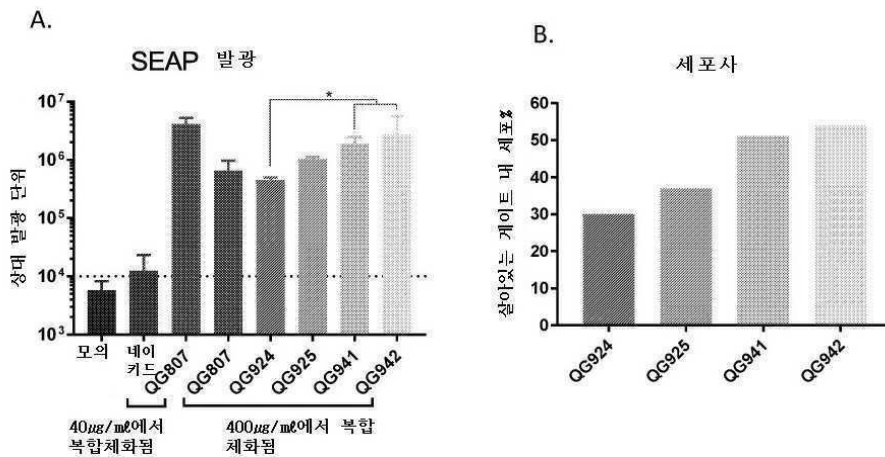 A.
SEAP 발광
상대 발광 단위
10⁷
10⁶
10⁵
10⁴
10³
*
모의
네이
키드
QG807
QG807
QG924
QG925
QG941
QG942
40㎍/㎖에서
복합체화됨
400㎍/㎖에서 복합
체화됨
B.
세포사
살아있는 게이트 내 세포%
60
50
40
30
20
10
0
QG924
QG925
QG941
QG942